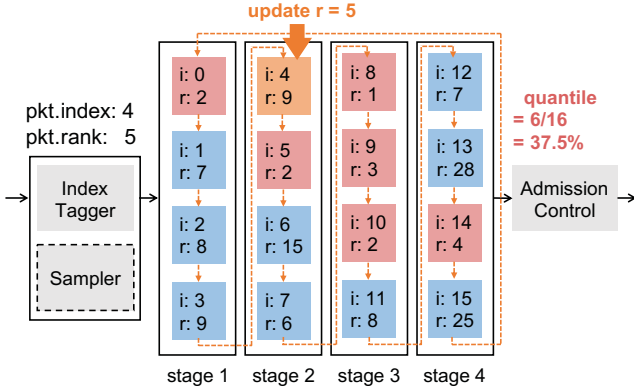 update r = 5
pkt.index: 4
pkt.rank: 5
Index
Tagger
Sampler
i: 0
r: 2
i: 1
r: 7
i: 2
r: 8
i: 3
r: 9
stage 1
i: 4
r: 9
i: 5
r: 2
i: 6
r: 15
i: 7
r: 6
stage 2
i: 8
r: 1
i: 9
r: 3
i: 10
r: 2
i: 11
r: 8
stage 3
i: 12
r: 7
i: 13
r: 28
i: 14
r: 4
i: 15
r: 25
stage 4
quantile
= 6/16
= 37.5%
Admission
Control